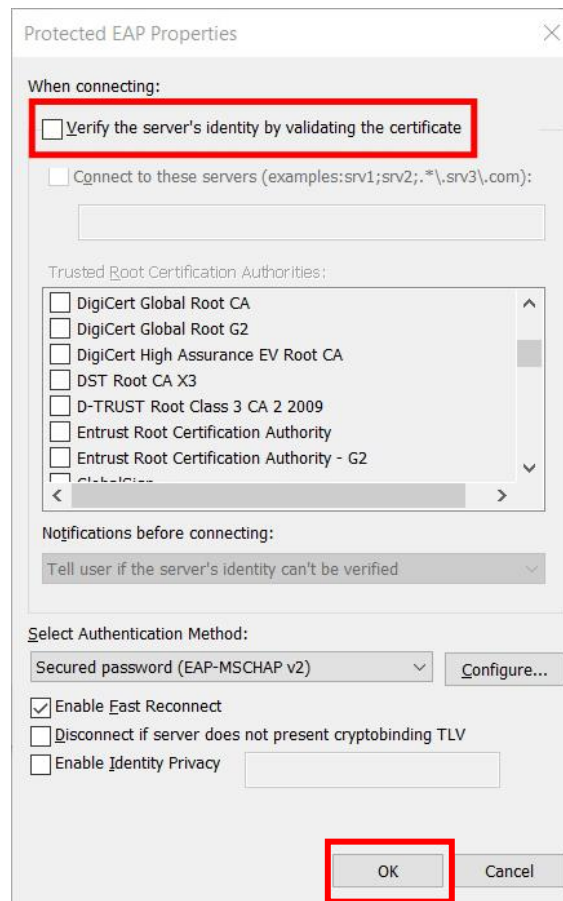 Protected EAP Properties
When connecting:
Verify the server's identity by validating the certificate
Connect to these servers (examples:srv1;srv2;.*\.srv3\.com):
Trusted Root Certification Authorities:
DigiCert Global Root CA
DigiCert Global Root G2
DigiCert High Assurance EV Root CA
DST Root CA X3
D-TRUST Root Class 3 CA 2 2009
Entrust Root Certification Authority
Entrust Root Certification Authority - G2
Notifications before connecting:
Tell user if the server's identity can't be verified
Select Authentication Method:
Secured password (EAP-MSCHAP v2)
Configure...
Enable Fast Reconnect
Disconnect if server does not present cryptobinding TLV
Enable Identity Privacy
OK
Cancel